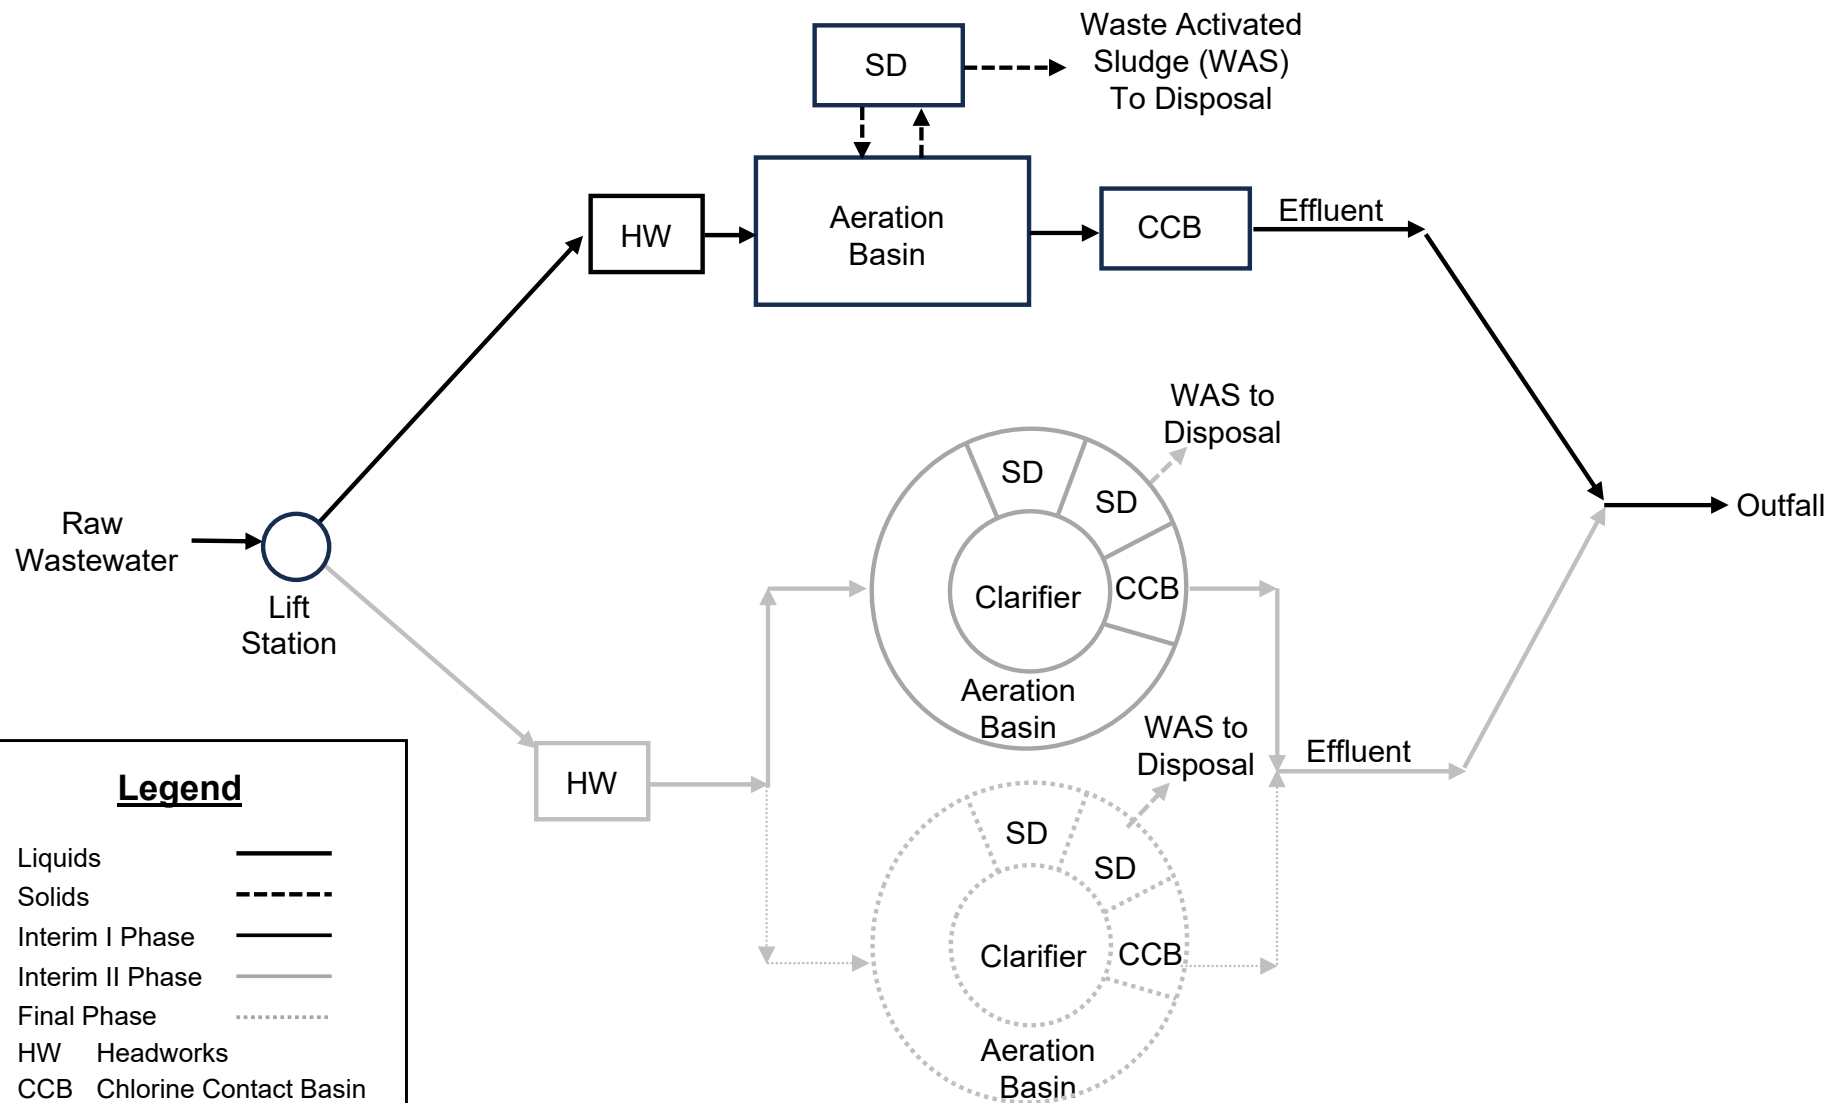 SD
Waste Activated
Sludge (WAS)
To Disposal
HW
Aeration
Basin
CCB
Effluent
WAS to
Disposal
SD
SD
Raw
Wastewater
Outfall
Clarifier
CCB
Lift
Station
Aeration
Basin
WAS to
Disposal
Effluent
HW
SD
SD
Clarifier
CCB
Aeration
Basin
Legend
Liquids
Solids
Interim I Phase
Interim II Phase
Final Phase
HW Headworks
CCB Chlorine Contact Basin